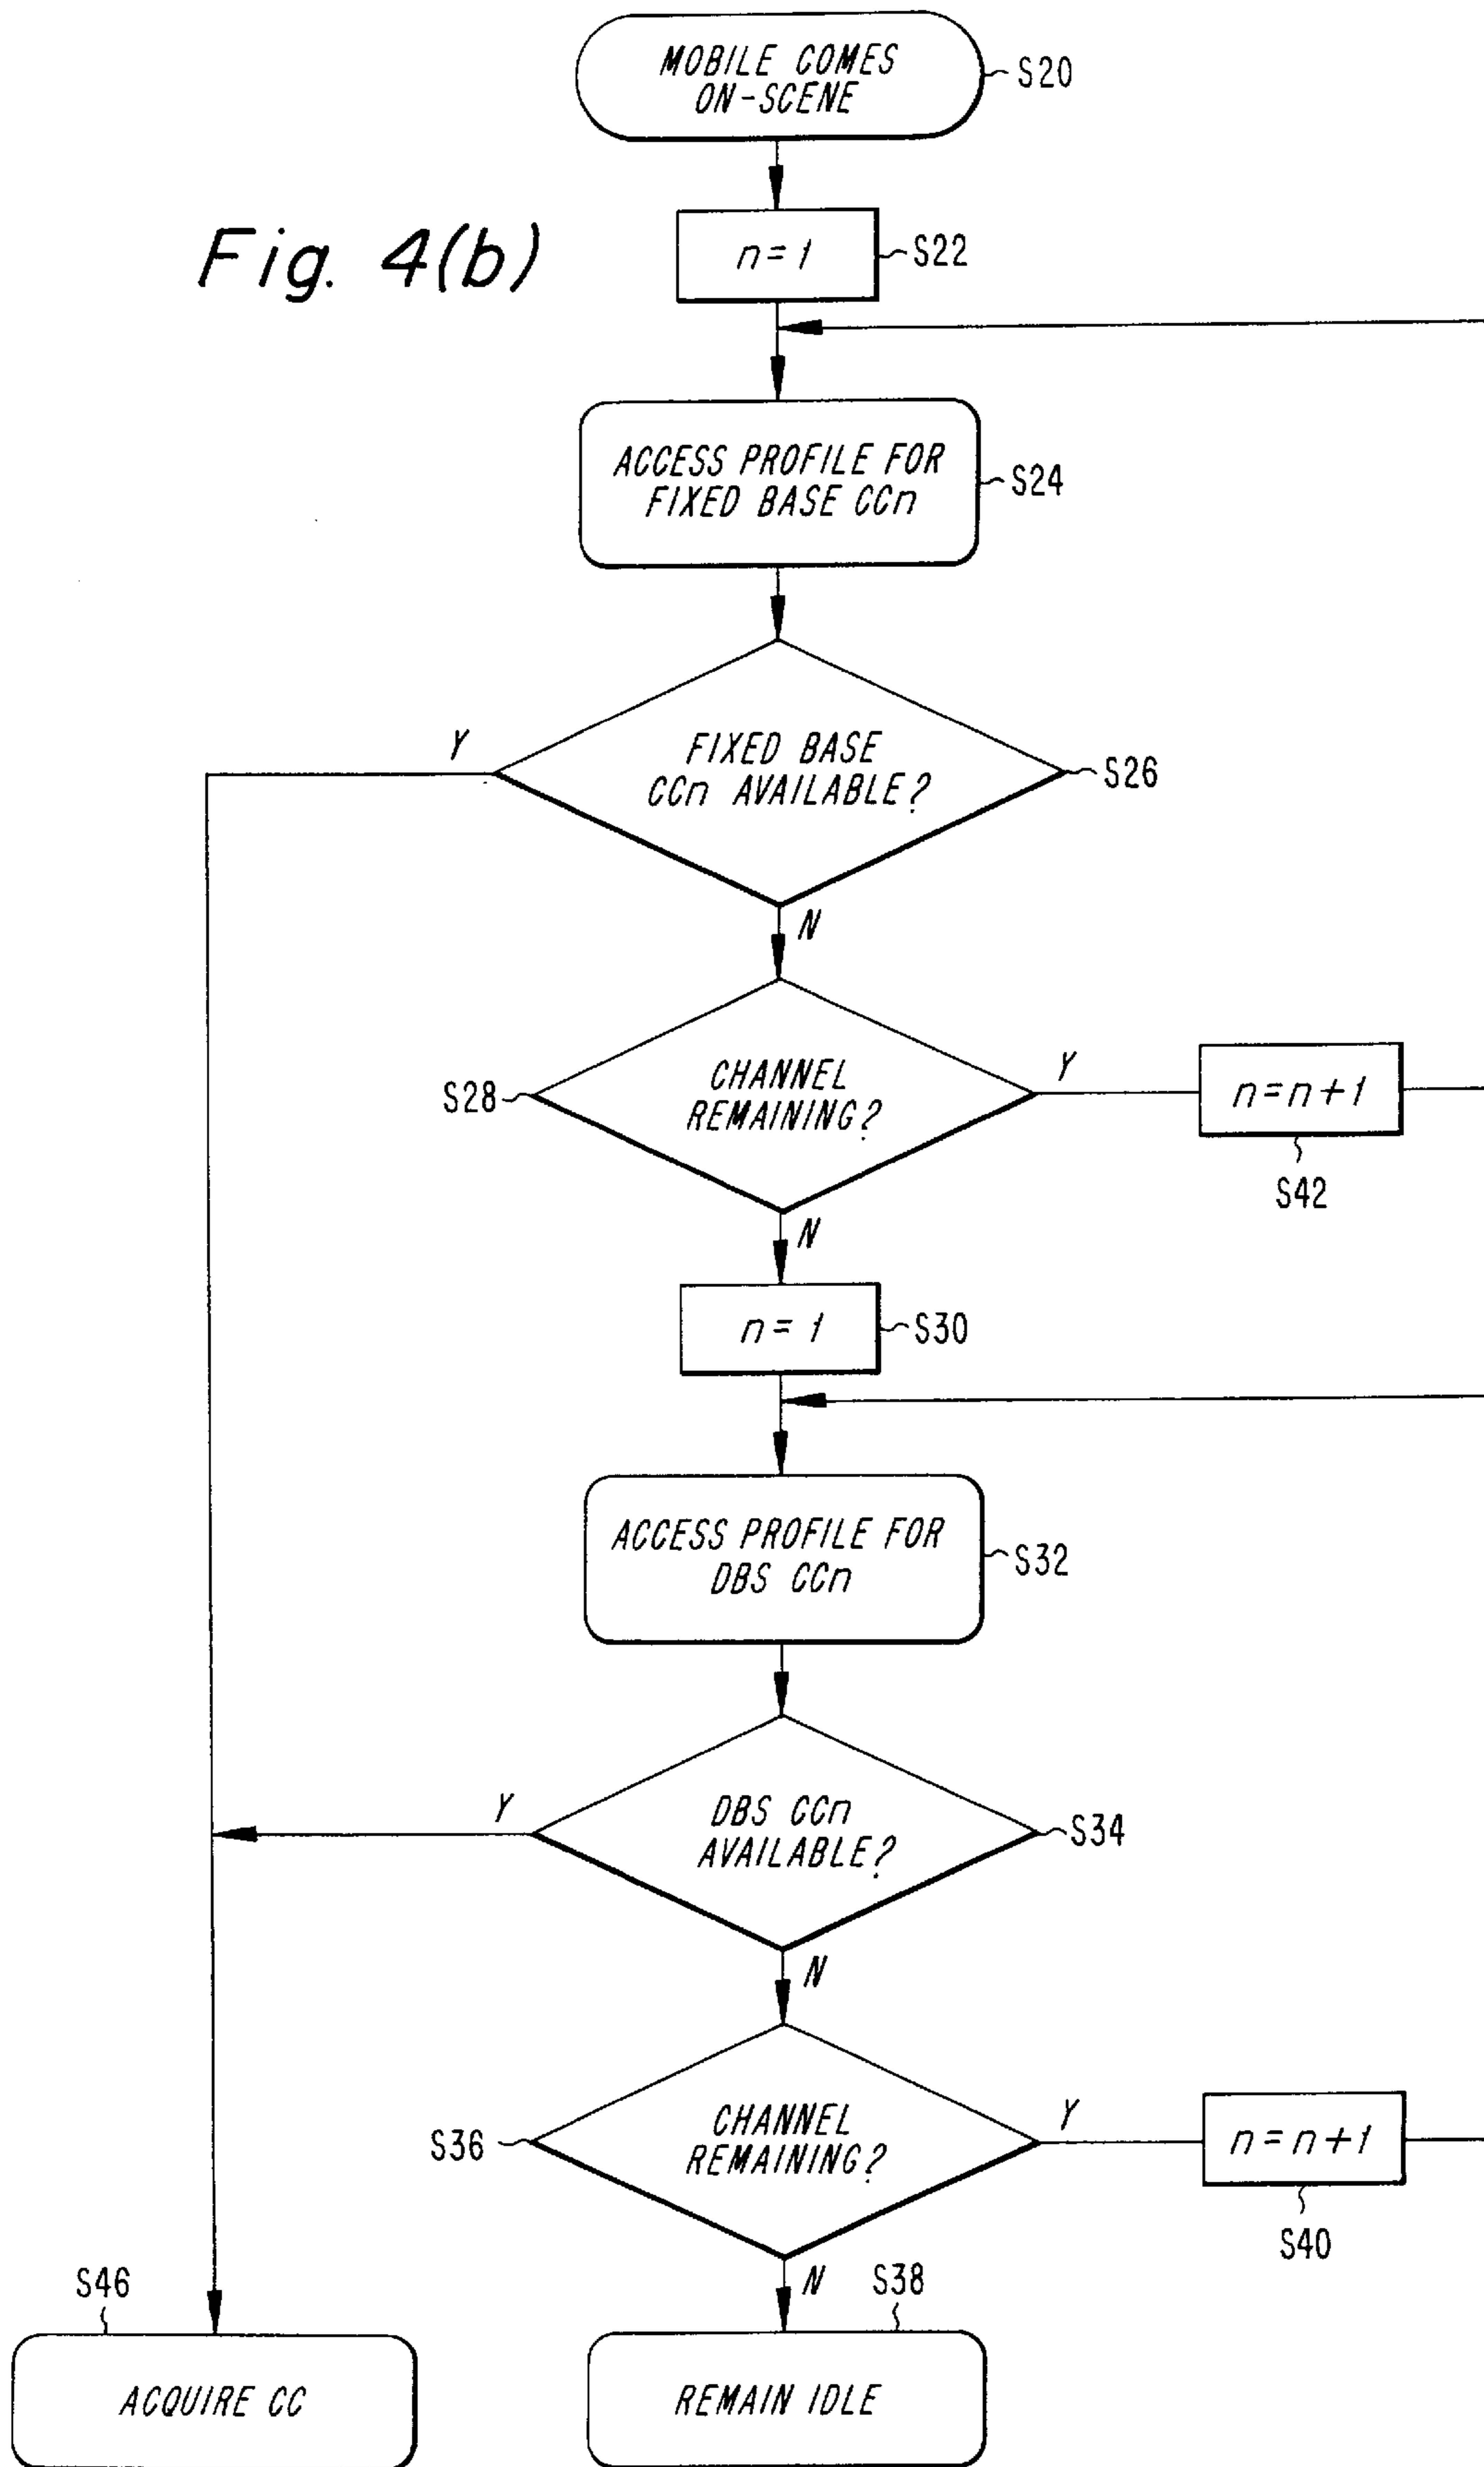 MOBILE COMES
ON-SCENE
S20
Fig. 4(b)
n=1
S22
ACCESS PROFILE FOR
FIXED BASE CCn
S24
Y
FIXED BASE
CCn AVAILABLE?
S26
N
S28
CHANNEL
REMAINING?
Y
n=n+1
S42
N
n=1
S30
ACCESS PROFILE FOR
DBS CCn
S32
Y
DBS CCn
AVAILABLE?
S34
N
S36
CHANNEL
REMAINING?
Y
n=n+1
S40
N
S46
S38
ACQUIRE CC
REMAIN IDLE